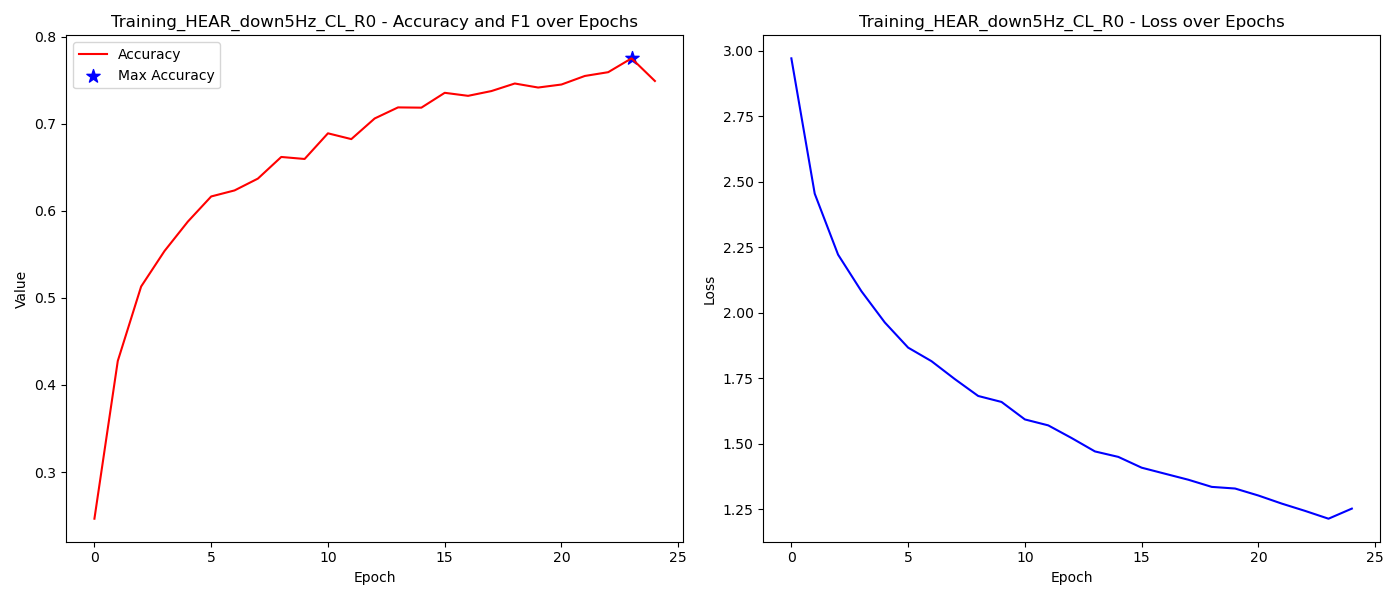 Training_HEAR_down5Hz_CL_R0 - Accuracy and F1 over Epochs
Accuracy
Max Accuracy
0.8
0.7
0.6
0.5
0.4
0.3
Value
0 5 10 15 20 25
Epoch
Training_HEAR_down5Hz_CL_R0 - Loss over Epochs
3.00
2.75
2.50
2.25
2.00
1.75
1.50
1.25
Loss
0 5 10 15 20 25
Epoch